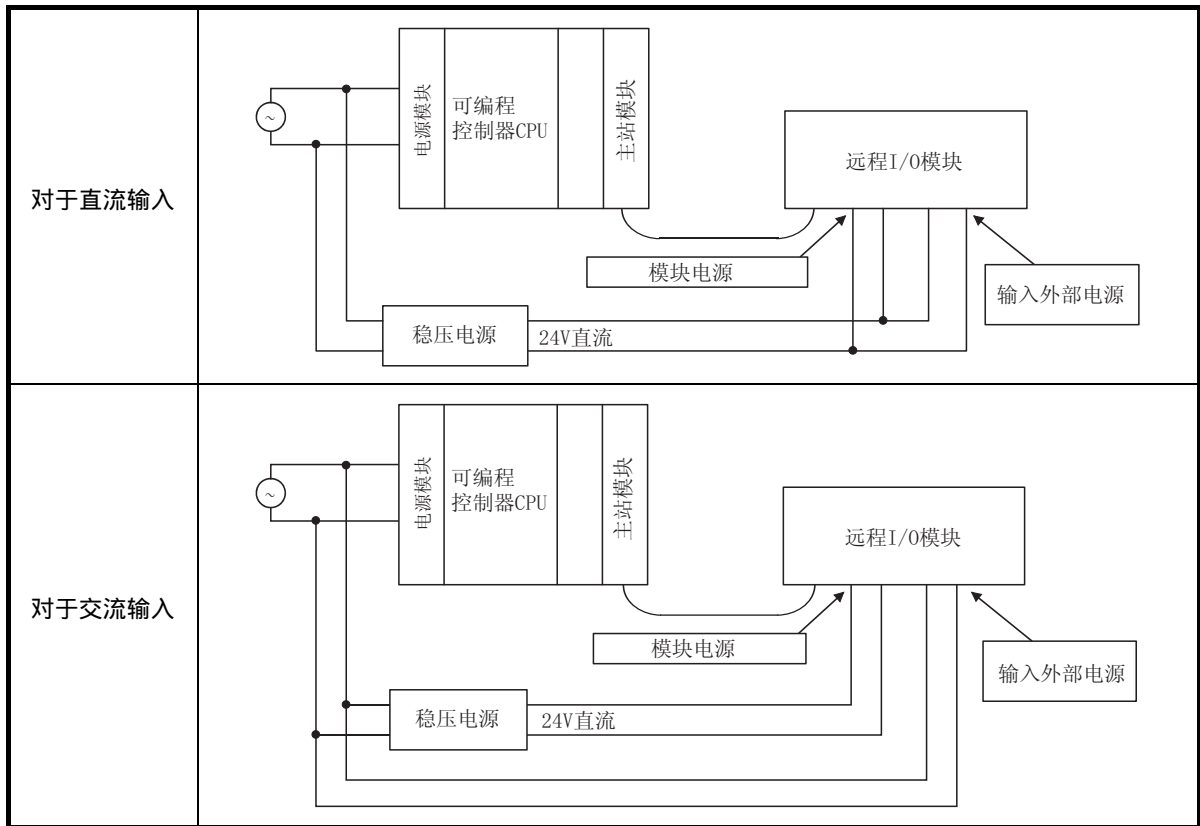 对于直流输入
~
电源模块
可编程
控制器CPU
主站模块
远程I/O模块
模块电源
输入外部电源
稳压电源
24V直流
对于交流输入
~
电源模块
可编程
控制器CPU
主站模块
远程I/O模块
模块电源
输入外部电源
稳压电源
24V直流